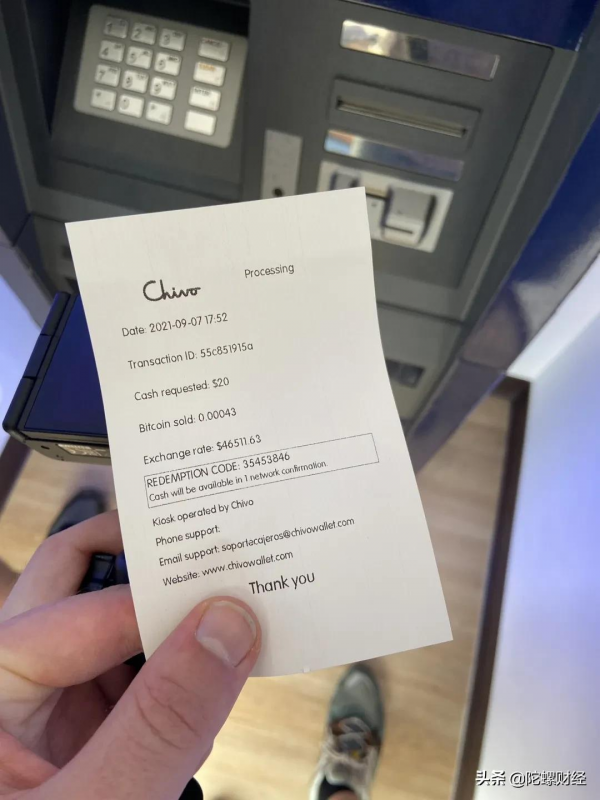 Chivo
Processing
Date: 2021-09-07 17:52
Transaction ID: 55c851915a
Cash requested: $20
Bitcoin sold: 0.00043
Exchange rate: $46511.63
REDEMPTION CODE: 35453846
Cash will be available in 1 network confirmation
Kiosk operated by Chivo
Phone support:
Email support: soportecajeros@chivowallet.com
Website: www.chivowallet.com
Thank you
头条 @陀螺财经